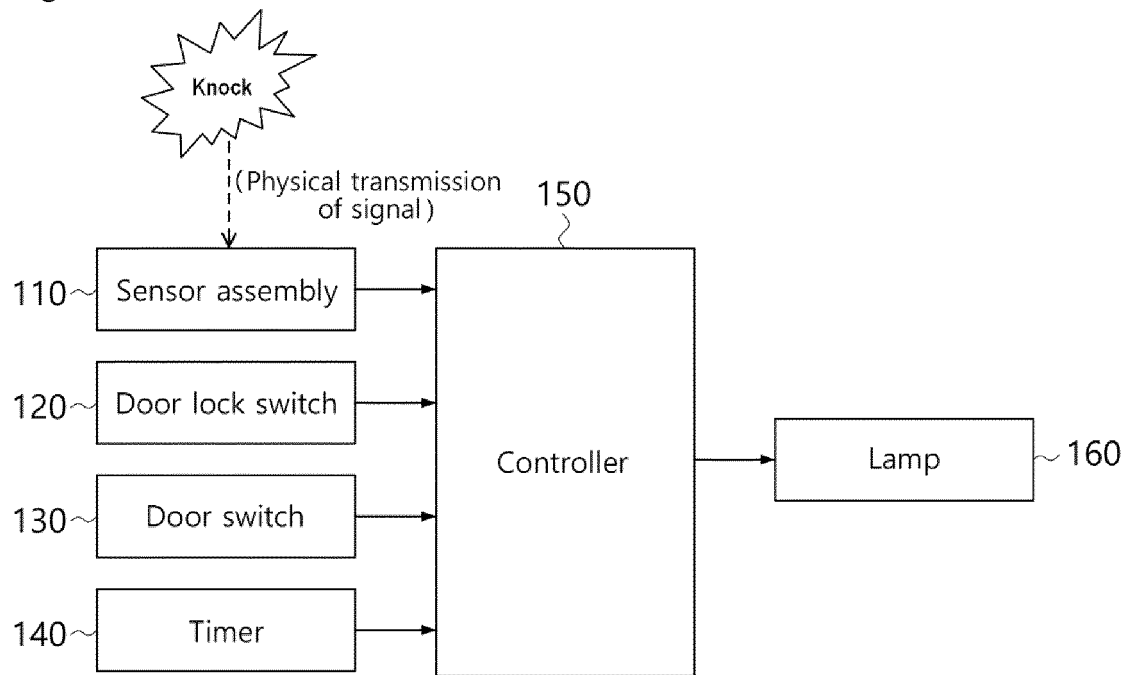 Knock
(Physical transmission
of signal)
150
110
Sensor assembly
120
Door lock switch
Controller
Lamp
160
130
Door switch
140
Timer